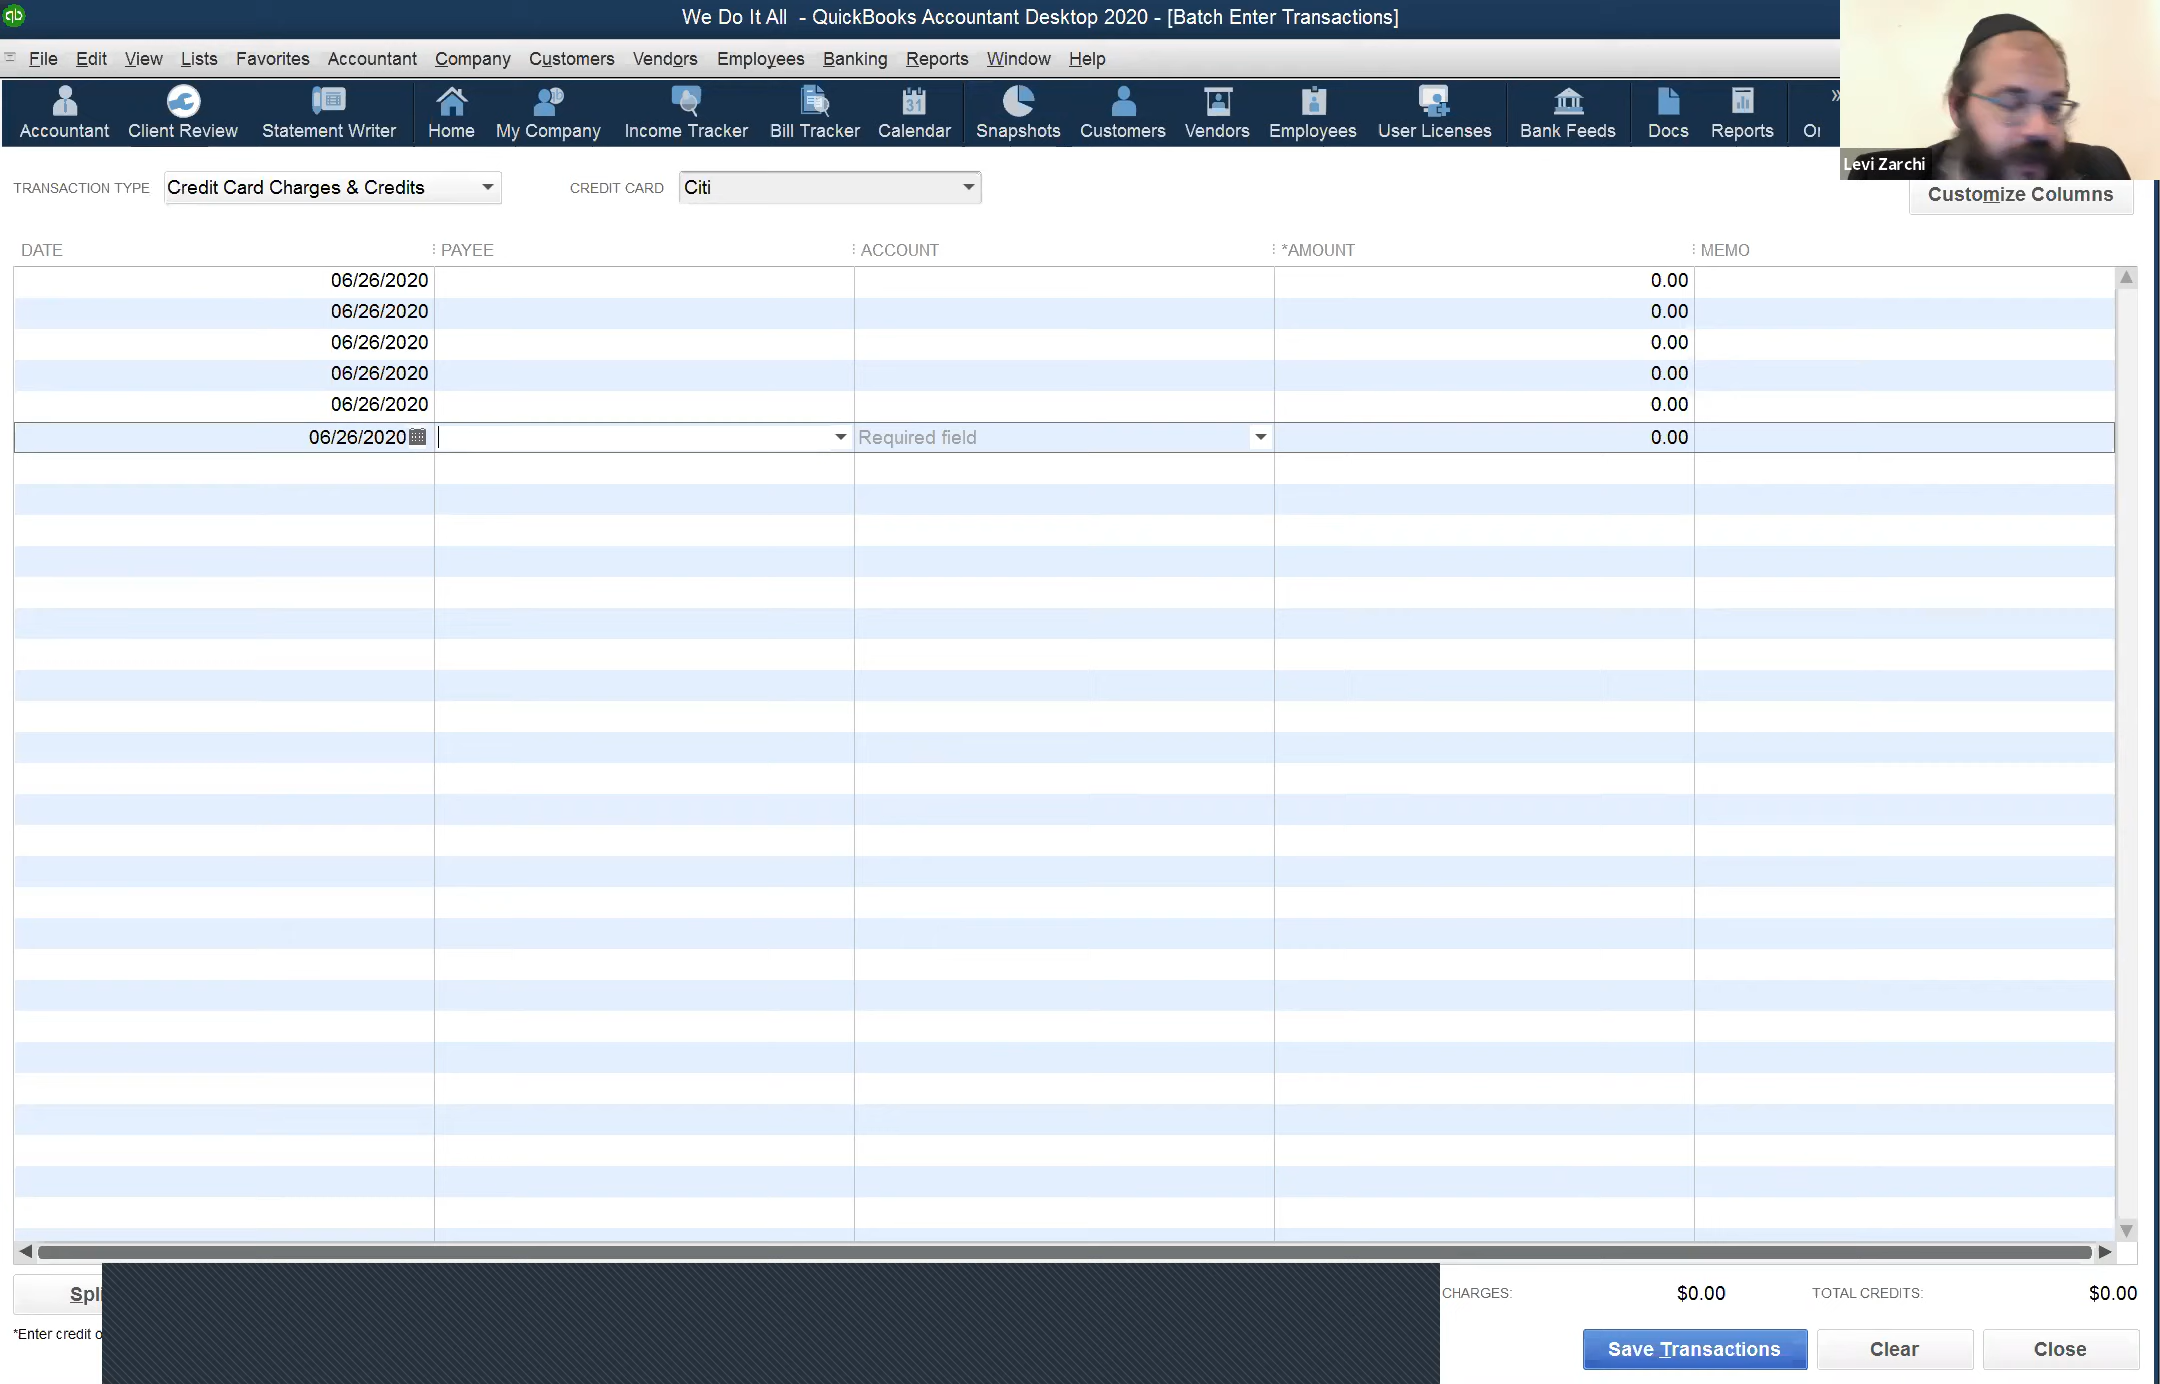 We Do It All - QuickBooks Accountant Desktop 2020 - [Batch Enter Transactions]
File Edit View Lists Favorites Accountant Company Customers Vendors Employees Banking Reports Window Help
Accountant Client Review Statement Writer Home My Company Income Tracker Bill Tracker Calendar Snapshots Customers Vendors Employees User Licenses Bank Feeds Docs Reports
31
Levi Zarchi
TRANSACTION TYPE Credit Card Charges & Credits CREDIT CARD Citi
Customize Columns
DATE PAYEE ACCOUNT *AMOUNT MEMO
06/26/2020 0.00
06/26/2020 0.00
06/26/2020 0.00
06/26/2020 0.00
06/26/2020 0.00
06/26/2020 Required field 0.00
Spli CHARGES: $0.00 TOTAL CREDITS: $0.00
*Enter credit
Save Transactions Clear Close